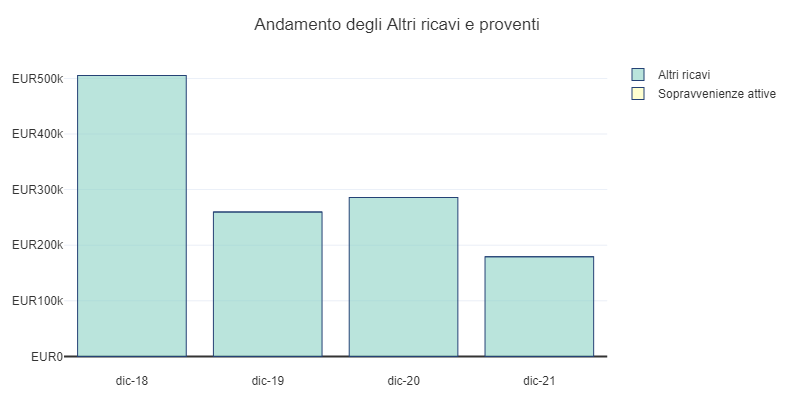 Andamento degli Altri ricavi e proventi
EUR500k
EUR400k
EUR300k
EUR200k
EUR100k
EUR0
dic-18
dic-19
dic-20
dic-21
Altri ricavi
Sopravvenienze attive